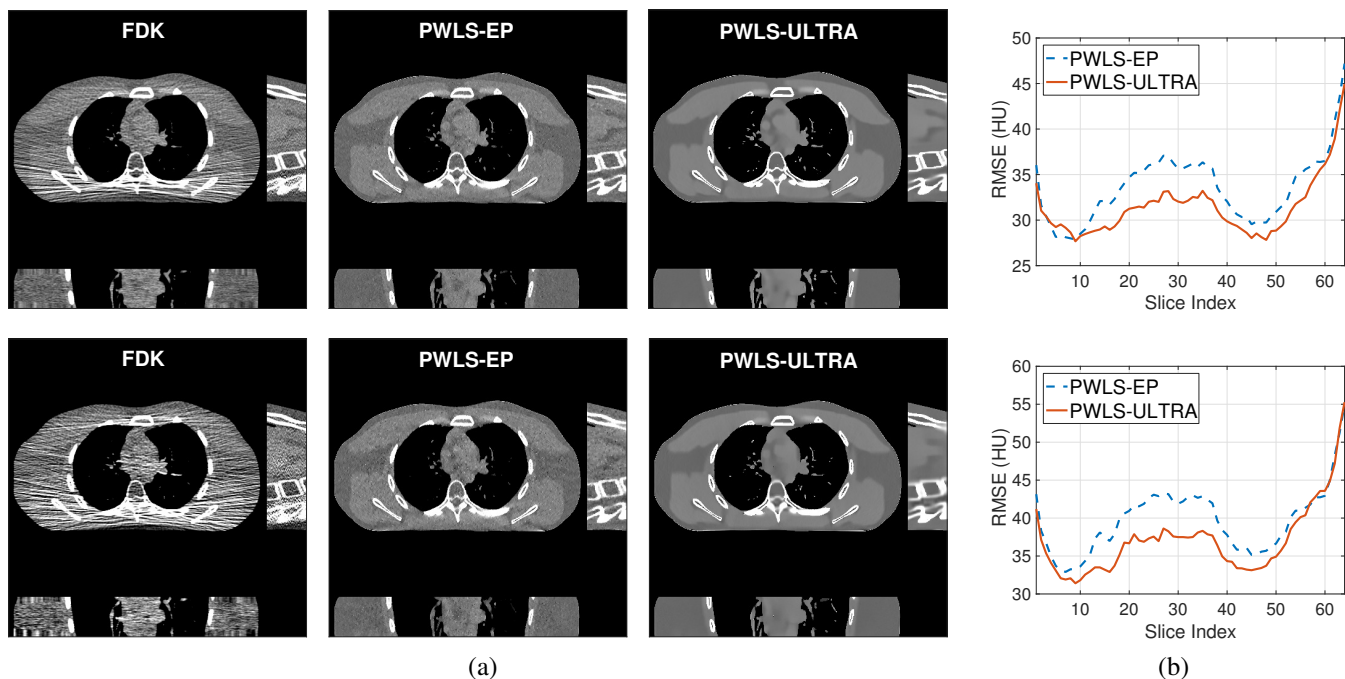 FDK
PWLS-EP
PWLS-ULTRA
50
45
40
35
30
25
RMSE (HU)
PWLS-EP
PWLS-ULTRA
10 20 30 40 50 60
Slice Index
FDK
PWLS-EP
PWLS-ULTRA
60
55
50
45
40
35
30
RMSE (HU)
PWLS-EP
PWLS-ULTRA
10 20 30 40 50 60
Slice Index
(a)
(b)